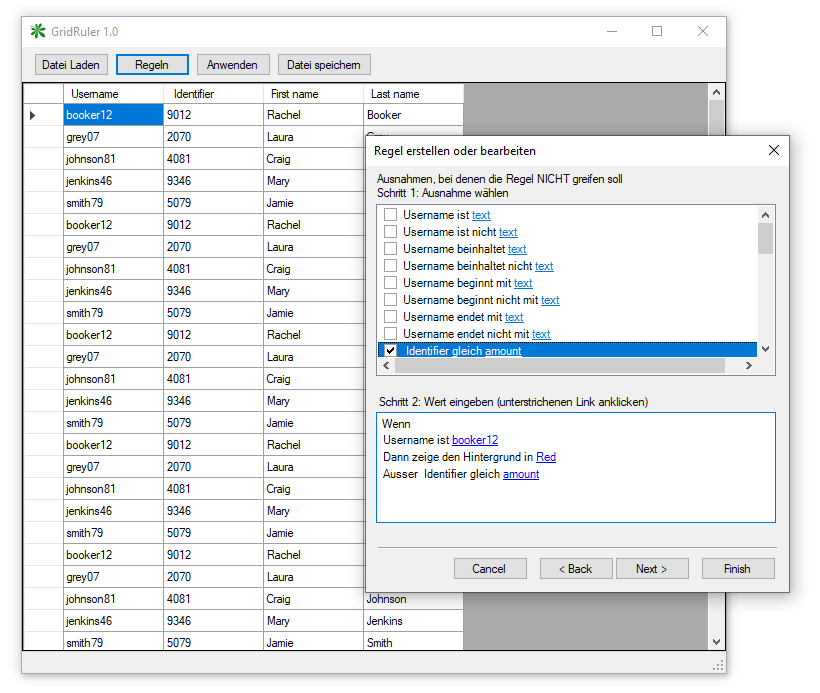 GridRuler 1.0
Datei Laden Regeln Anwenden Datei speichern
Username Identifier First name Last name
booker12 9012 Rachel Booker
grey07 2070 Laura
johnson81 4081 Craig
jenkins46 9346 Mary
smith79 5079 Jamie
booker12 9012 Rachel
grey07 2070 Laura
johnson81 4081 Craig
jenkins46 9346 Mary
smith79 5079 Jamie
booker12 9012 Rachel
grey07 2070 Laura
johnson81 4081 Craig
jenkins46 9346 Mary
smith79 5079 Jamie
booker12 9012 Rachel
grey07 2070 Laura
johnson81 4081 Craig
jenkins46 9346 Mary
smith79 5079 Jamie
booker12 9012 Rachel
grey07 2070 Laura
johnson81 4081 Craig Johnson
jenkins46 9346 Mary Jenkins
smith79 5079 Jamie Smith
Regel erstellen oder bearbeiten
Ausnahmen, bei denen die Regel NICHT greifen soll
Schritt 1: Ausnahme wählen
Username ist text
Username ist nicht text
Username beinhaltet text
Username beinhaltet nicht text
Username beginnt mit text
Username beginnt nicht mit text
Username endet mit text
Username endet nicht mit text
Identifier gleich amount
Schritt 2: Wert eingeben (unterstrichenen Link anklicken)
Wenn
Username ist booker12
Dann zeige den Hintergrund in Red
Ausser Identifier gleich amount
Cancel < Back Next > Finish